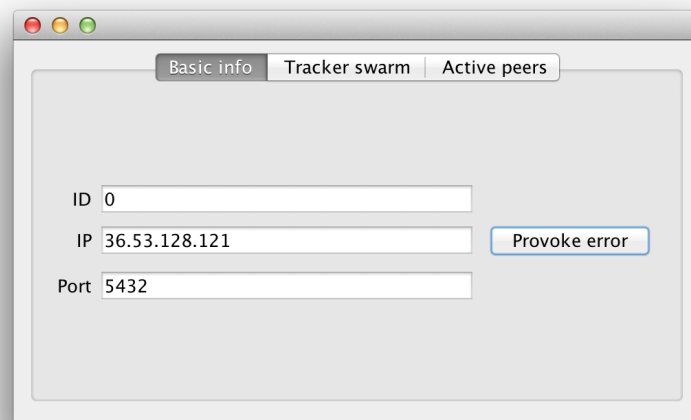 Basic info Tracker swarm Active peers
ID 0
IP 36.53.128.121 Provoke error
Port 5432